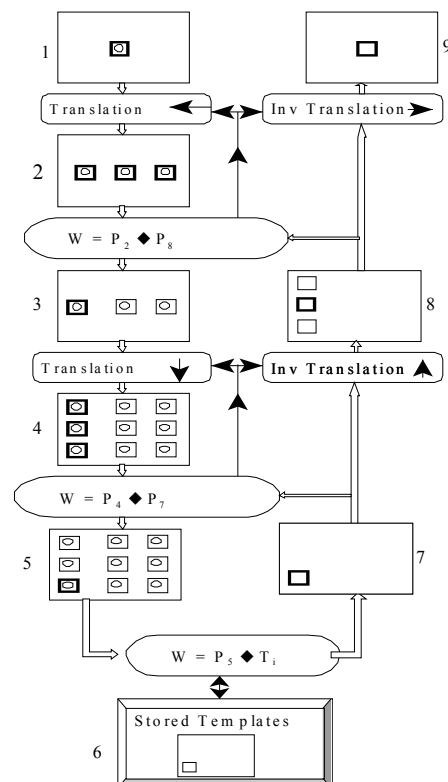 1
9
Translation
Inv Translation
2
W = P₂ ◆ P₈
3
8
Translation
Inv Translation
4
W = P₄ ◆ P₇
5
7
W = P₅ ◆ Tᵢ
Stored Templates
6